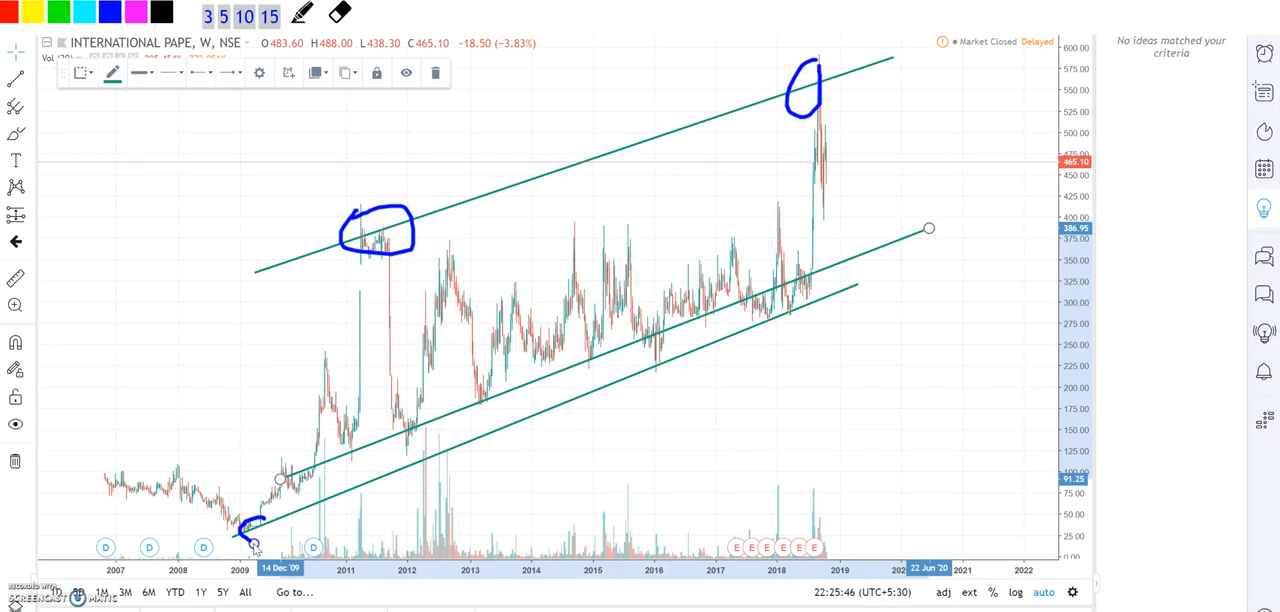 3 5 10 15
INTERNATIONAL PAPE, W, NSE O483.60 H488.00 L438.30 C465.10 -18.50 (-3.83%)
Market Closed Delayed
No ideas matched your
criteria
Vol (20)
600.00
575.00
550.00
525.00
500.00
475.00
465.10
450.00
425.00
400.00
386.95
375.00
350.00
325.00
300.00
275.00
250.00
225.00
200.00
175.00
150.00
125.00
100.00
91.25
75.00
50.00
25.00
0.00
D D D D E E E E E E
2007 2008 14 Dec '09 2011 2012 2013 2014 2015 2016 2017 2018 2019 22 Jun '20 2021 2022
RECORDED WITH
SCREENCAST MATIC
1D 5D 1M 3M 6M YTD 1Y 5Y All Go to... 22:25:46 (UTC+5:30) adj ext % log auto